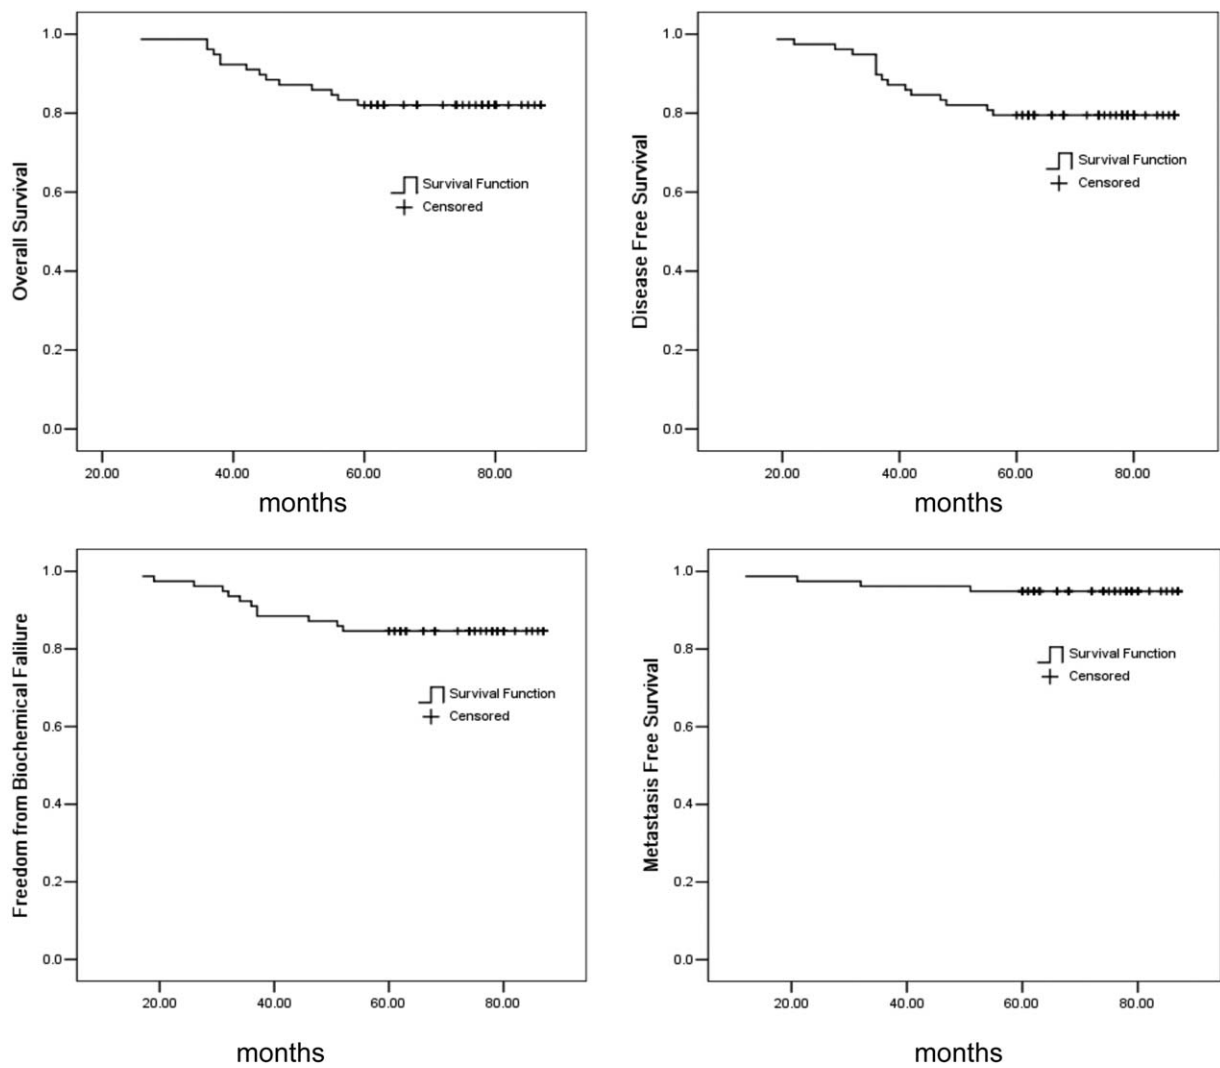 Overall Survival
1.0
0.8
0.6
0.4
0.2
0.0
Survival Function
Censored
20.00 40.00 60.00 80.00
months
Disease Free Survival
1.0
0.8
0.6
0.4
0.2
0.0
Survival Function
Censored
20.00 40.00 60.00 80.00
months
Freedom from Biochemical Falilure
1.0
0.8
0.6
0.4
0.2
0.0
Survival Function
Censored
20.00 40.00 60.00 80.00
months
Metastasis Free Survival
1.0
0.8
0.6
0.4
0.2
0.0
Survival Function
Censored
20.00 40.00 60.00 80.00
months